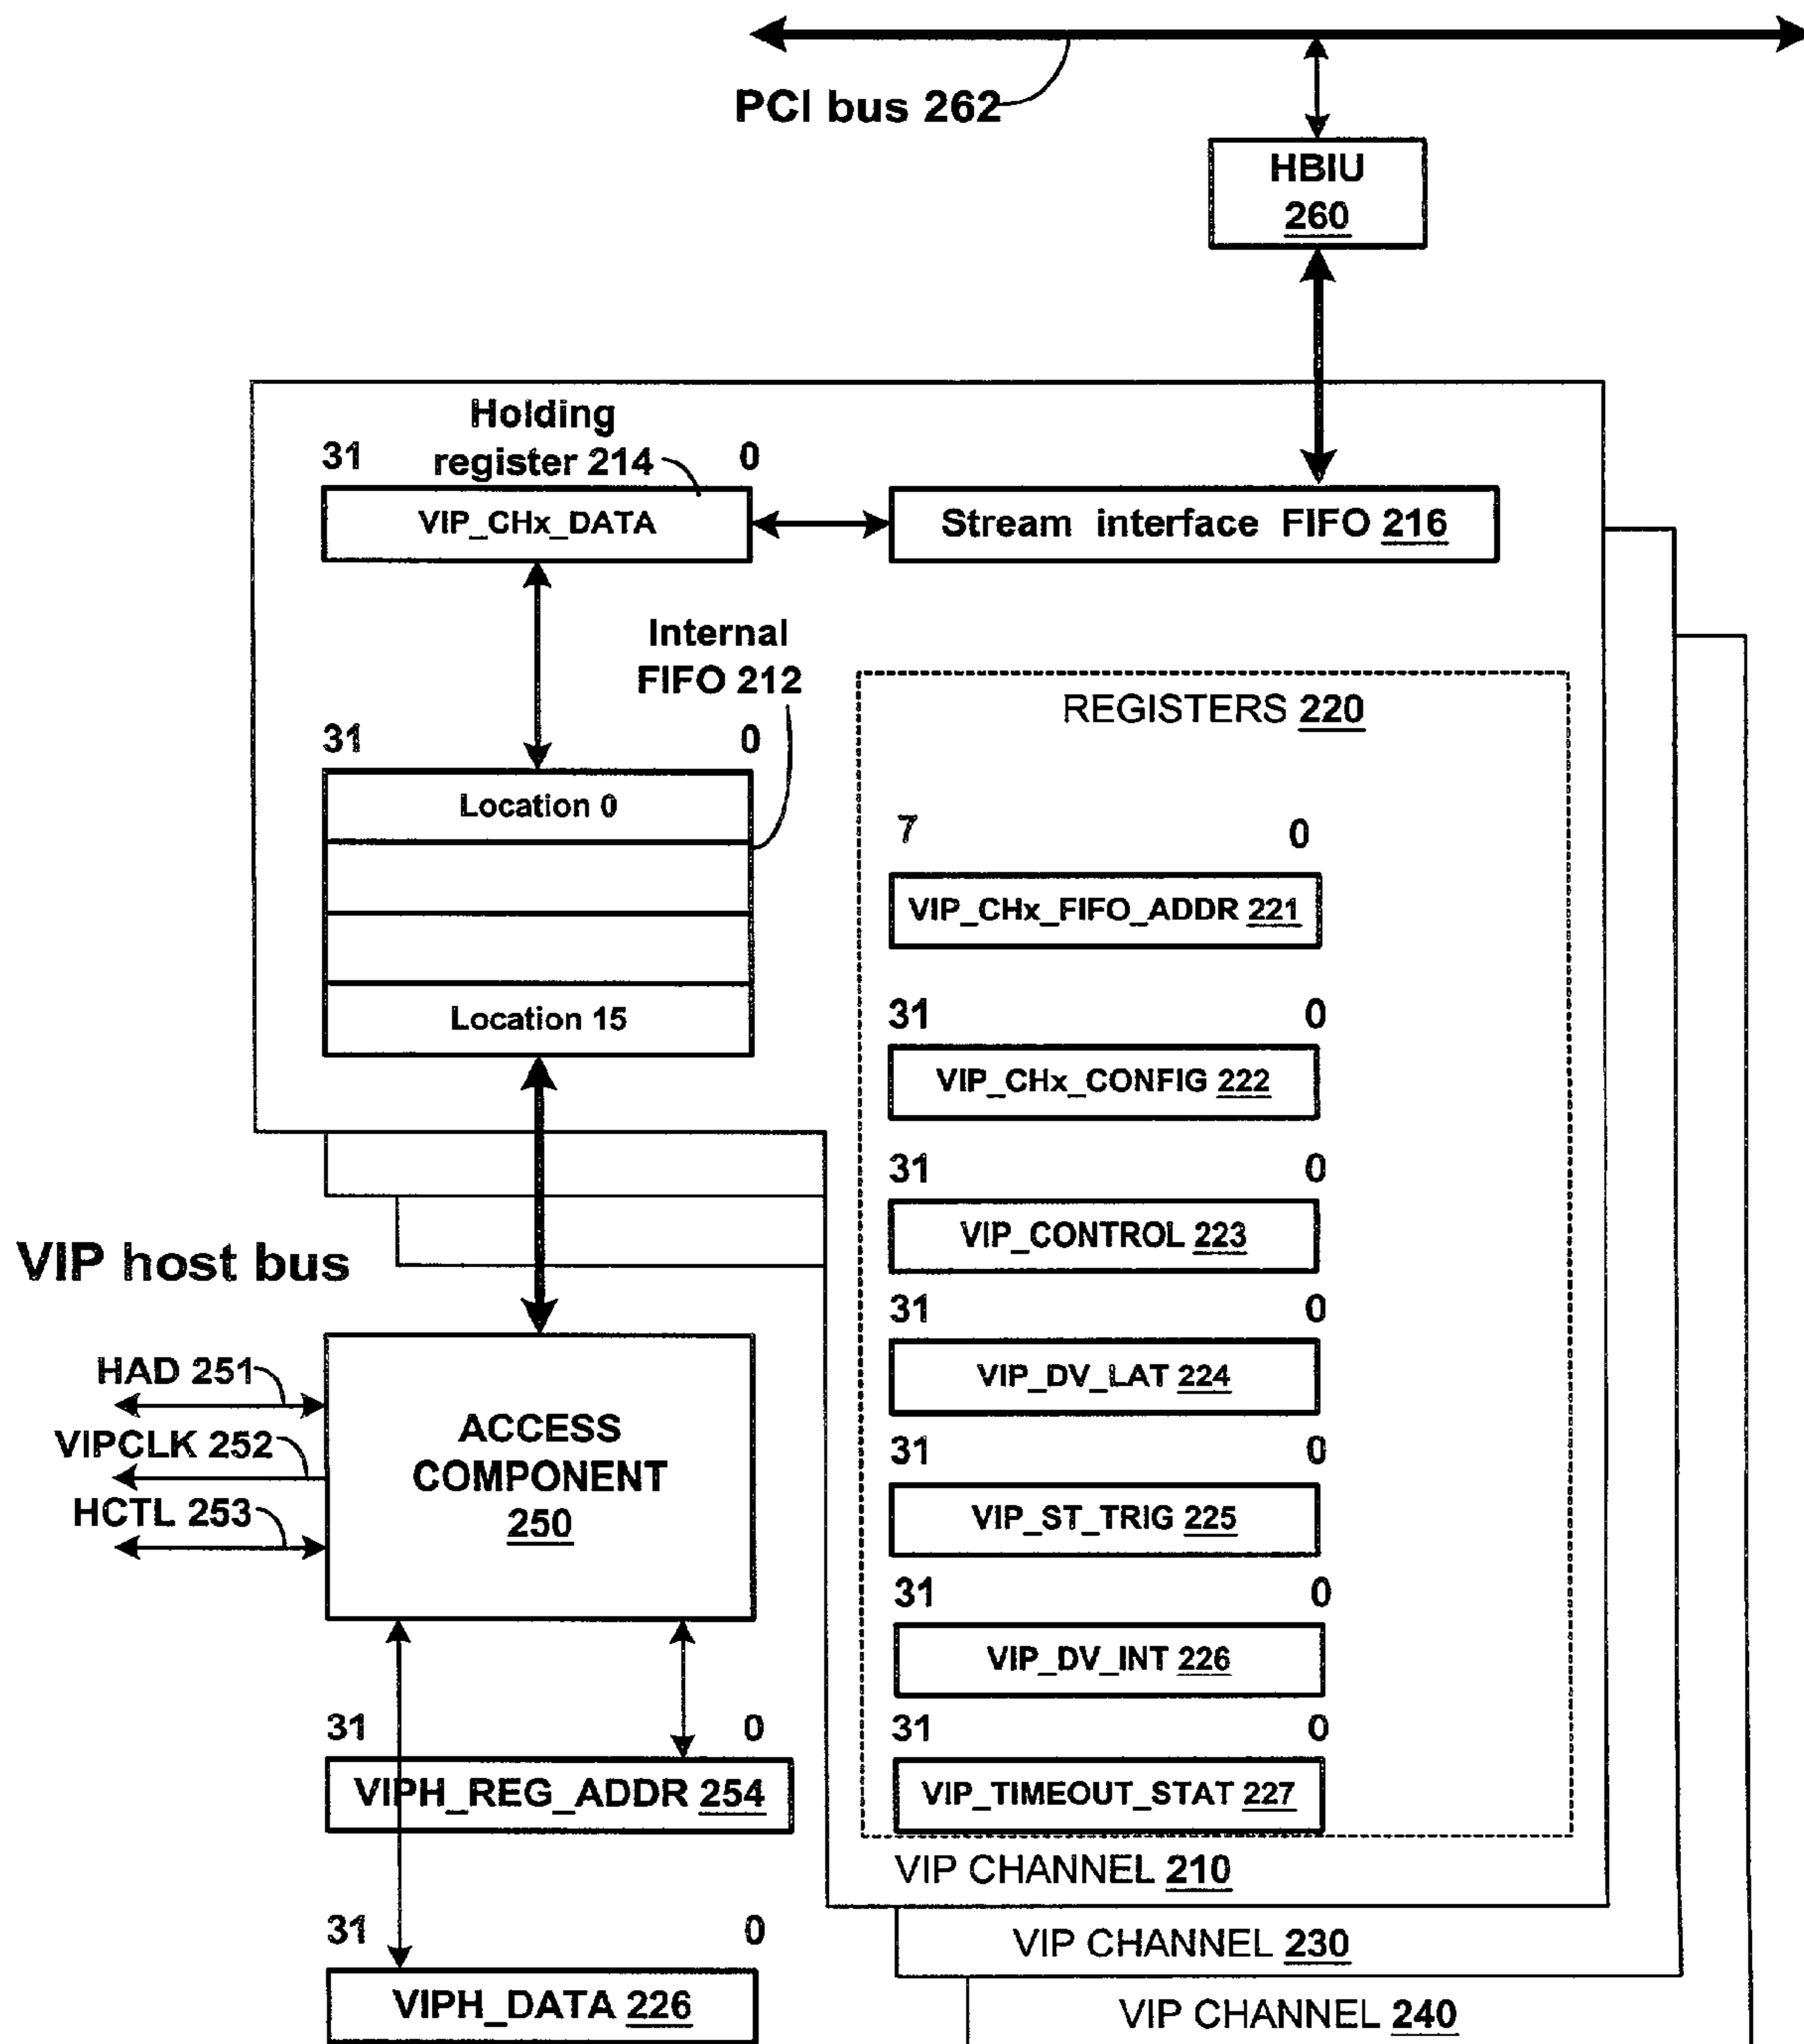 PCI bus 262
HBIU
260
Holding
31 register 214 0
VIP_CHx_DATA
Stream interface FIFO 216
Internal
FIFO 212
31 0
Location 0
Location 15
REGISTERS 220
7 0
VIP_CHx_FIFO_ADDR 221
31 0
VIP_CHx_CONFIG 222
31 0
VIP_CONTROL 223
31 0
VIP_DV_LAT 224
31 0
VIP_ST_TRIG 225
31 0
VIP_DV_INT 226
31 0
VIP_TIMEOUT_STAT 227
VIP CHANNEL 210
VIP CHANNEL 230
VIP CHANNEL 240
VIP host bus
HAD 251
VIPCLK 252
HCTL 253
ACCESS
COMPONENT
250
31 0
VIPH_REG_ADDR 254
31 0
VIPH_DATA 226